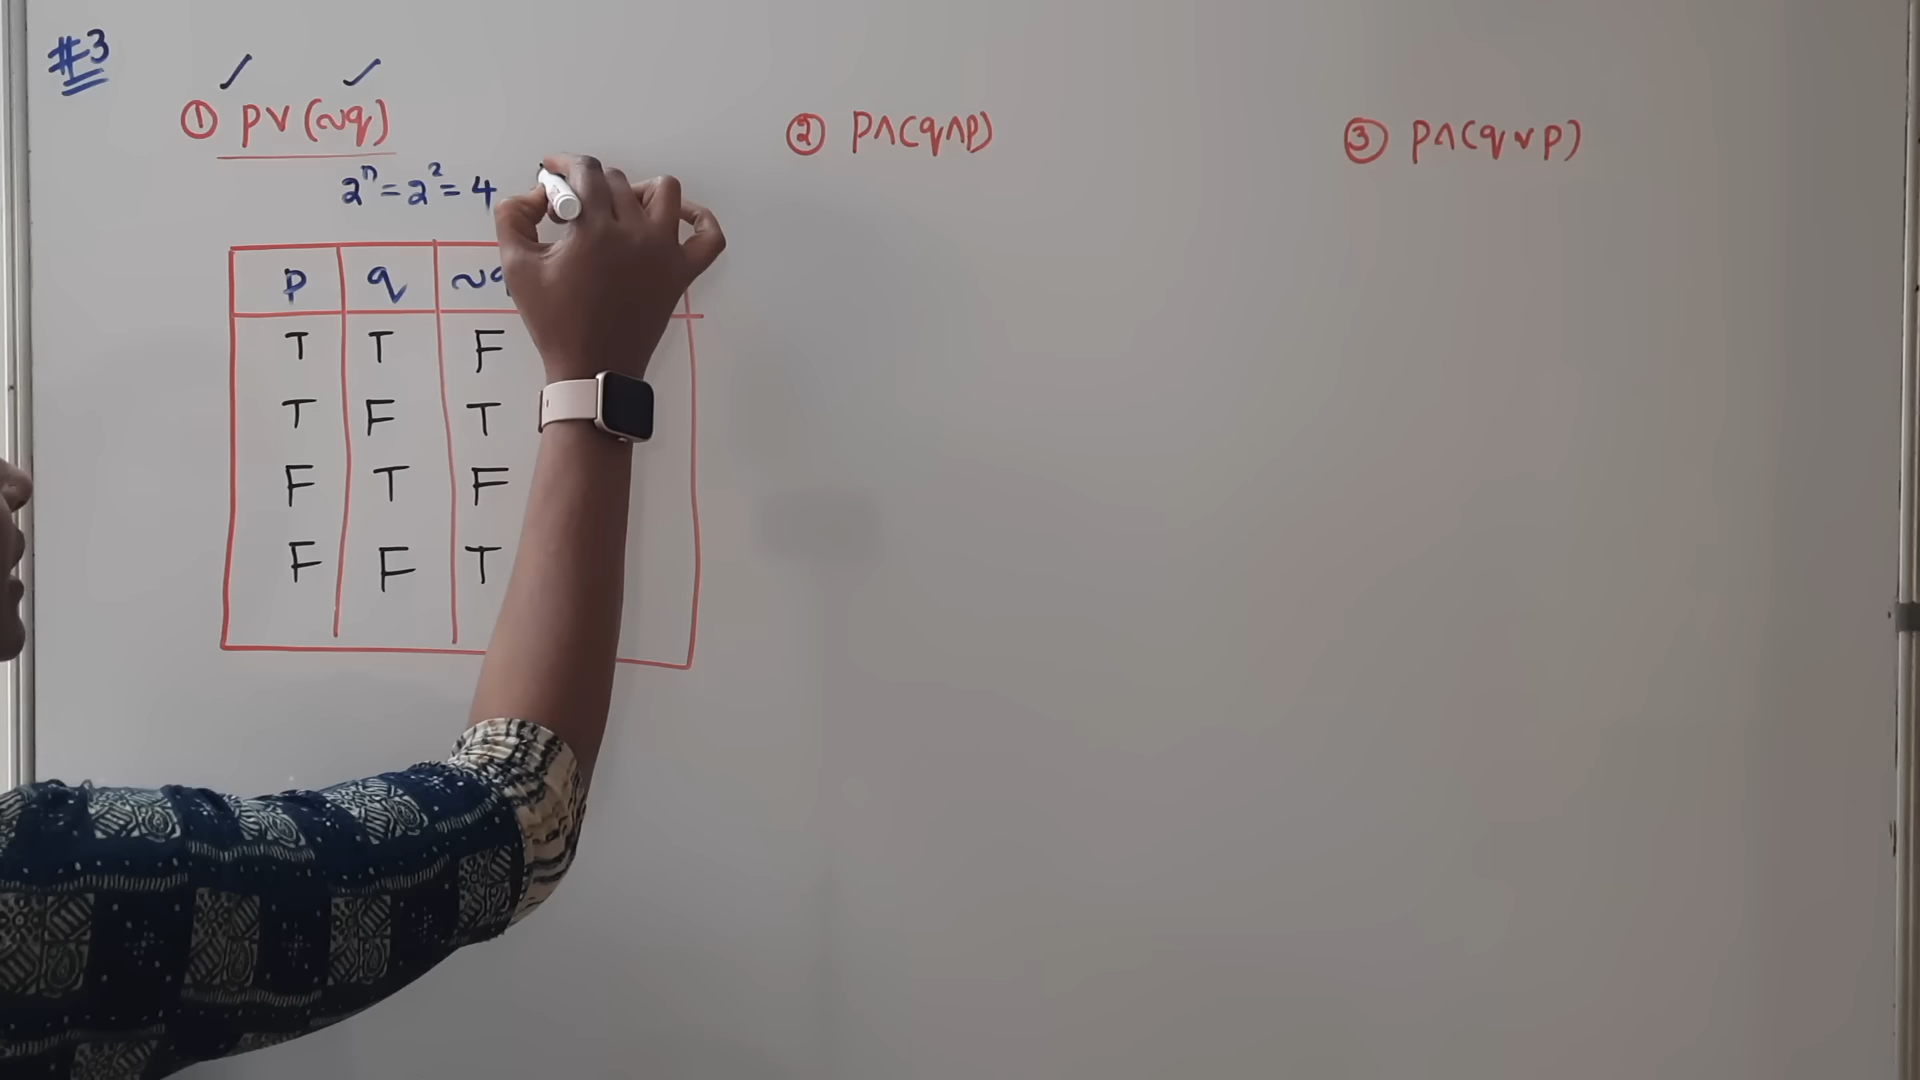 #3
① p∨(~q)
2ⁿ=2²=4
② p∧(q∧p)
③ p∧(q∨p)
p q ~q
T T F
T F T
F T F
F F T